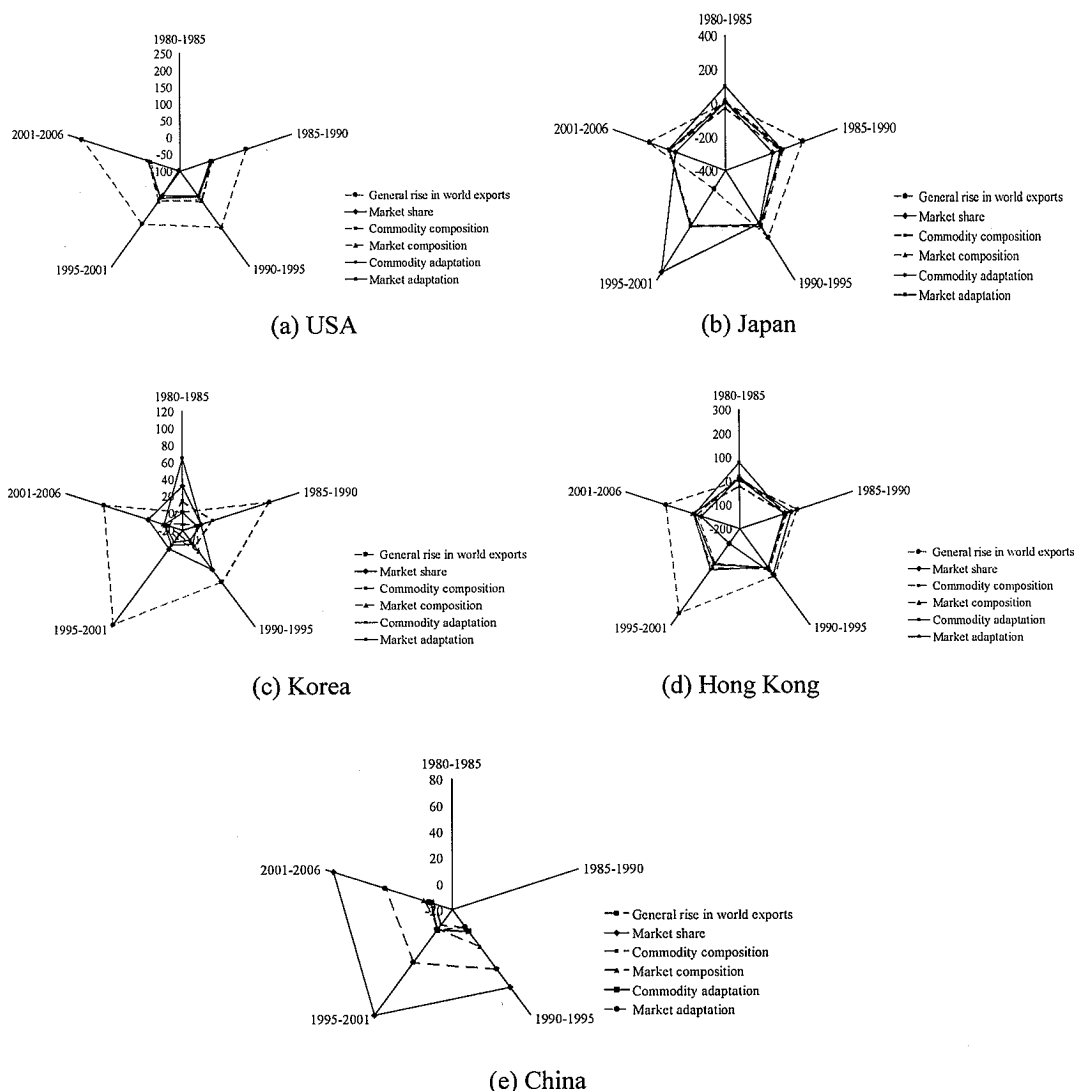 1980-1985
250
200
150
100
50
0
-50
100
2001-2006
1985-1990
1995-2001
1990-1995
General rise in world exports
Market share
Commodity composition
Market composition
Commodity adaptation
Market adaptation
(a) USA
1980-1985
400
200
0
-200
-400
2001-2006
1985-1990
1995-2001
1990-1995
General rise in world exports
Market share
Commodity composition
Market composition
Commodity adaptation
Market adaptation
(b) Japan
1980-1985
120
100
80
60
40
20
0
-20
2001-2006
1985-1990
1995-2001
1990-1995
General rise in world exports
Market share
Commodity composition
Market composition
Commodity adaptation
Market adaptation
(c) Korea
1980-1985
300
200
100
0
100
-200
2001-2006
1985-1990
1995-2001
1990-1995
General rise in world exports
Market share
Commodity composition
Market composition
Commodity adaptation
Market adaptation
(d) Hong Kong
1980-1985
80
60
40
20
0
2001-2006
1985-1990
1995-2001
1990-1995
General rise in world exports
Market share
Commodity composition
Market composition
Commodity adaptation
Market adaptation
(e) China